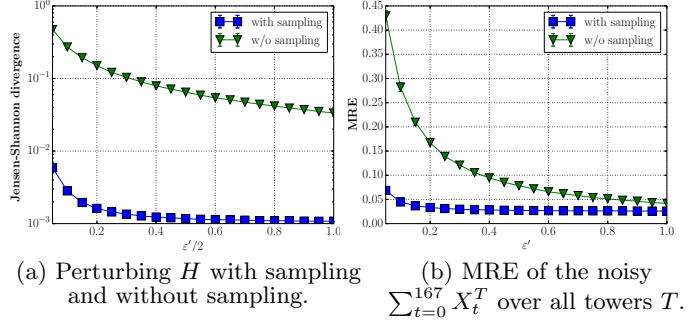 with sampling
w/o sampling
10^0
10^{-1}
10^{-2}
10^{-3}
Jensen-Shannon divergence
0.2 0.4 0.6 0.8 1.0
ε′/2
(a) Perturbing H with sampling
and without sampling.
with sampling
w/o sampling
0.45
0.40
0.35
0.30
0.25
0.20
0.15
0.10
0.05
0.00
MRE
0.2 0.4 0.6 0.8 1.0
ε′
(b) MRE of the noisy
∑_{t=0}^{167} X_t^T over all towers T.